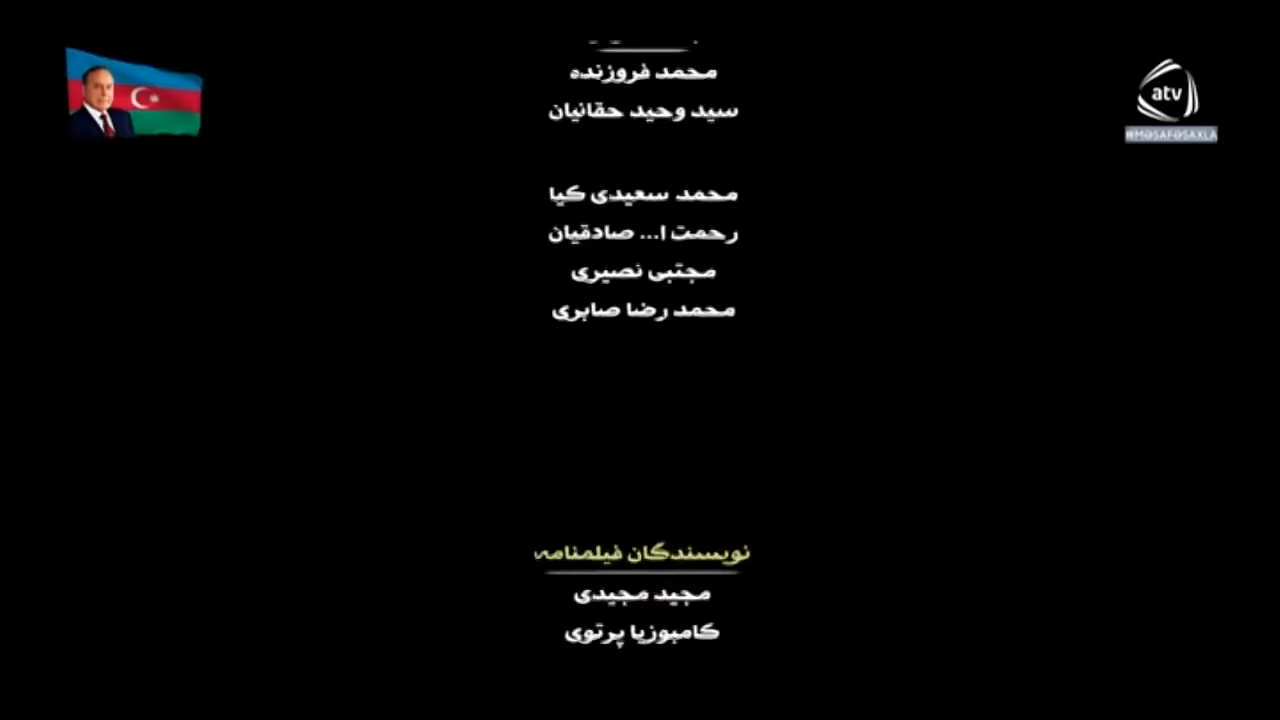 محمد فروزنده
سید وحید حقانیان
محمد سعیدی کیا
رحمت ا... صادقیان
مجتبی نصیری
محمد رضا صابری
نویسندگان فیلمنامه
مجید مجیدی
کامبوزیا پرتوی
atv
#MƏSAFƏSAXLA